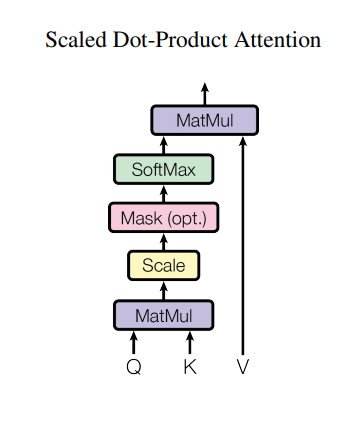 Scaled Dot-Product Attention
MatMul
SoftMax
Mask (opt.)
Scale
MatMul
Q K V